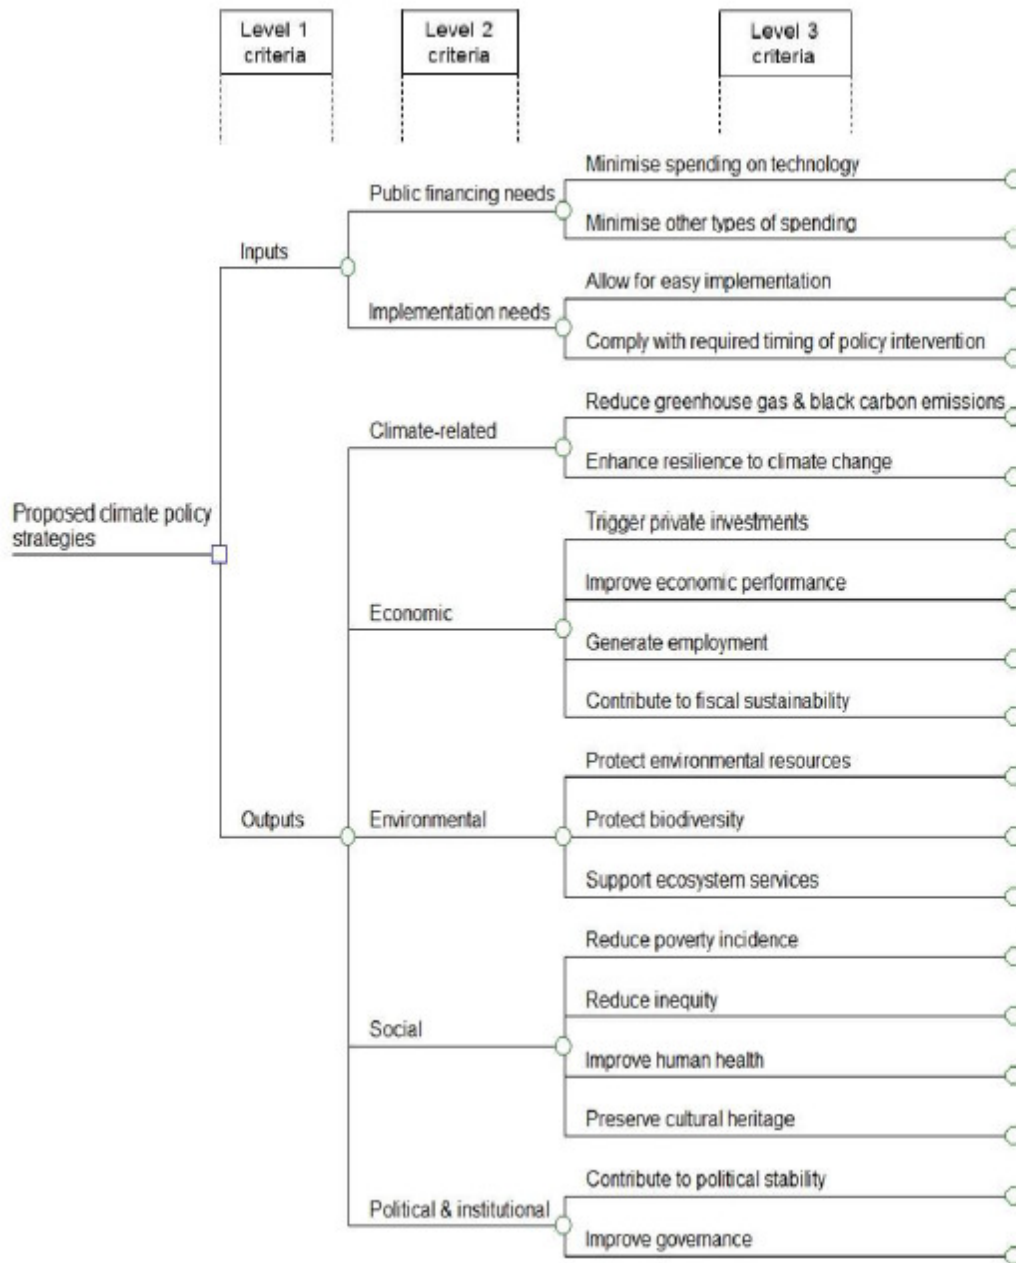 Level 1
criteria
Level 2
criteria
Level 3
criteria
Minimise spending on technology
Public financing needs
Minimise other types of spending
Inputs
Allow for easy implementation
Implementation needs
Comply with required timing of policy intervention
Reduce greenhouse gas & black carbon emissions
Climate-related
Enhance resilience to climate change
Proposed climate policy
strategies
Trigger private investments
Improve economic performance
Economic
Generate employment
Contribute to fiscal sustainability
Protect environmental resources
Outputs
Environmental
Protect biodiversity
Support ecosystem services
Reduce poverty incidence
Reduce inequity
Social
Improve human health
Preserve cultural heritage
Contribute to political stability
Political & institutional
Improve governance